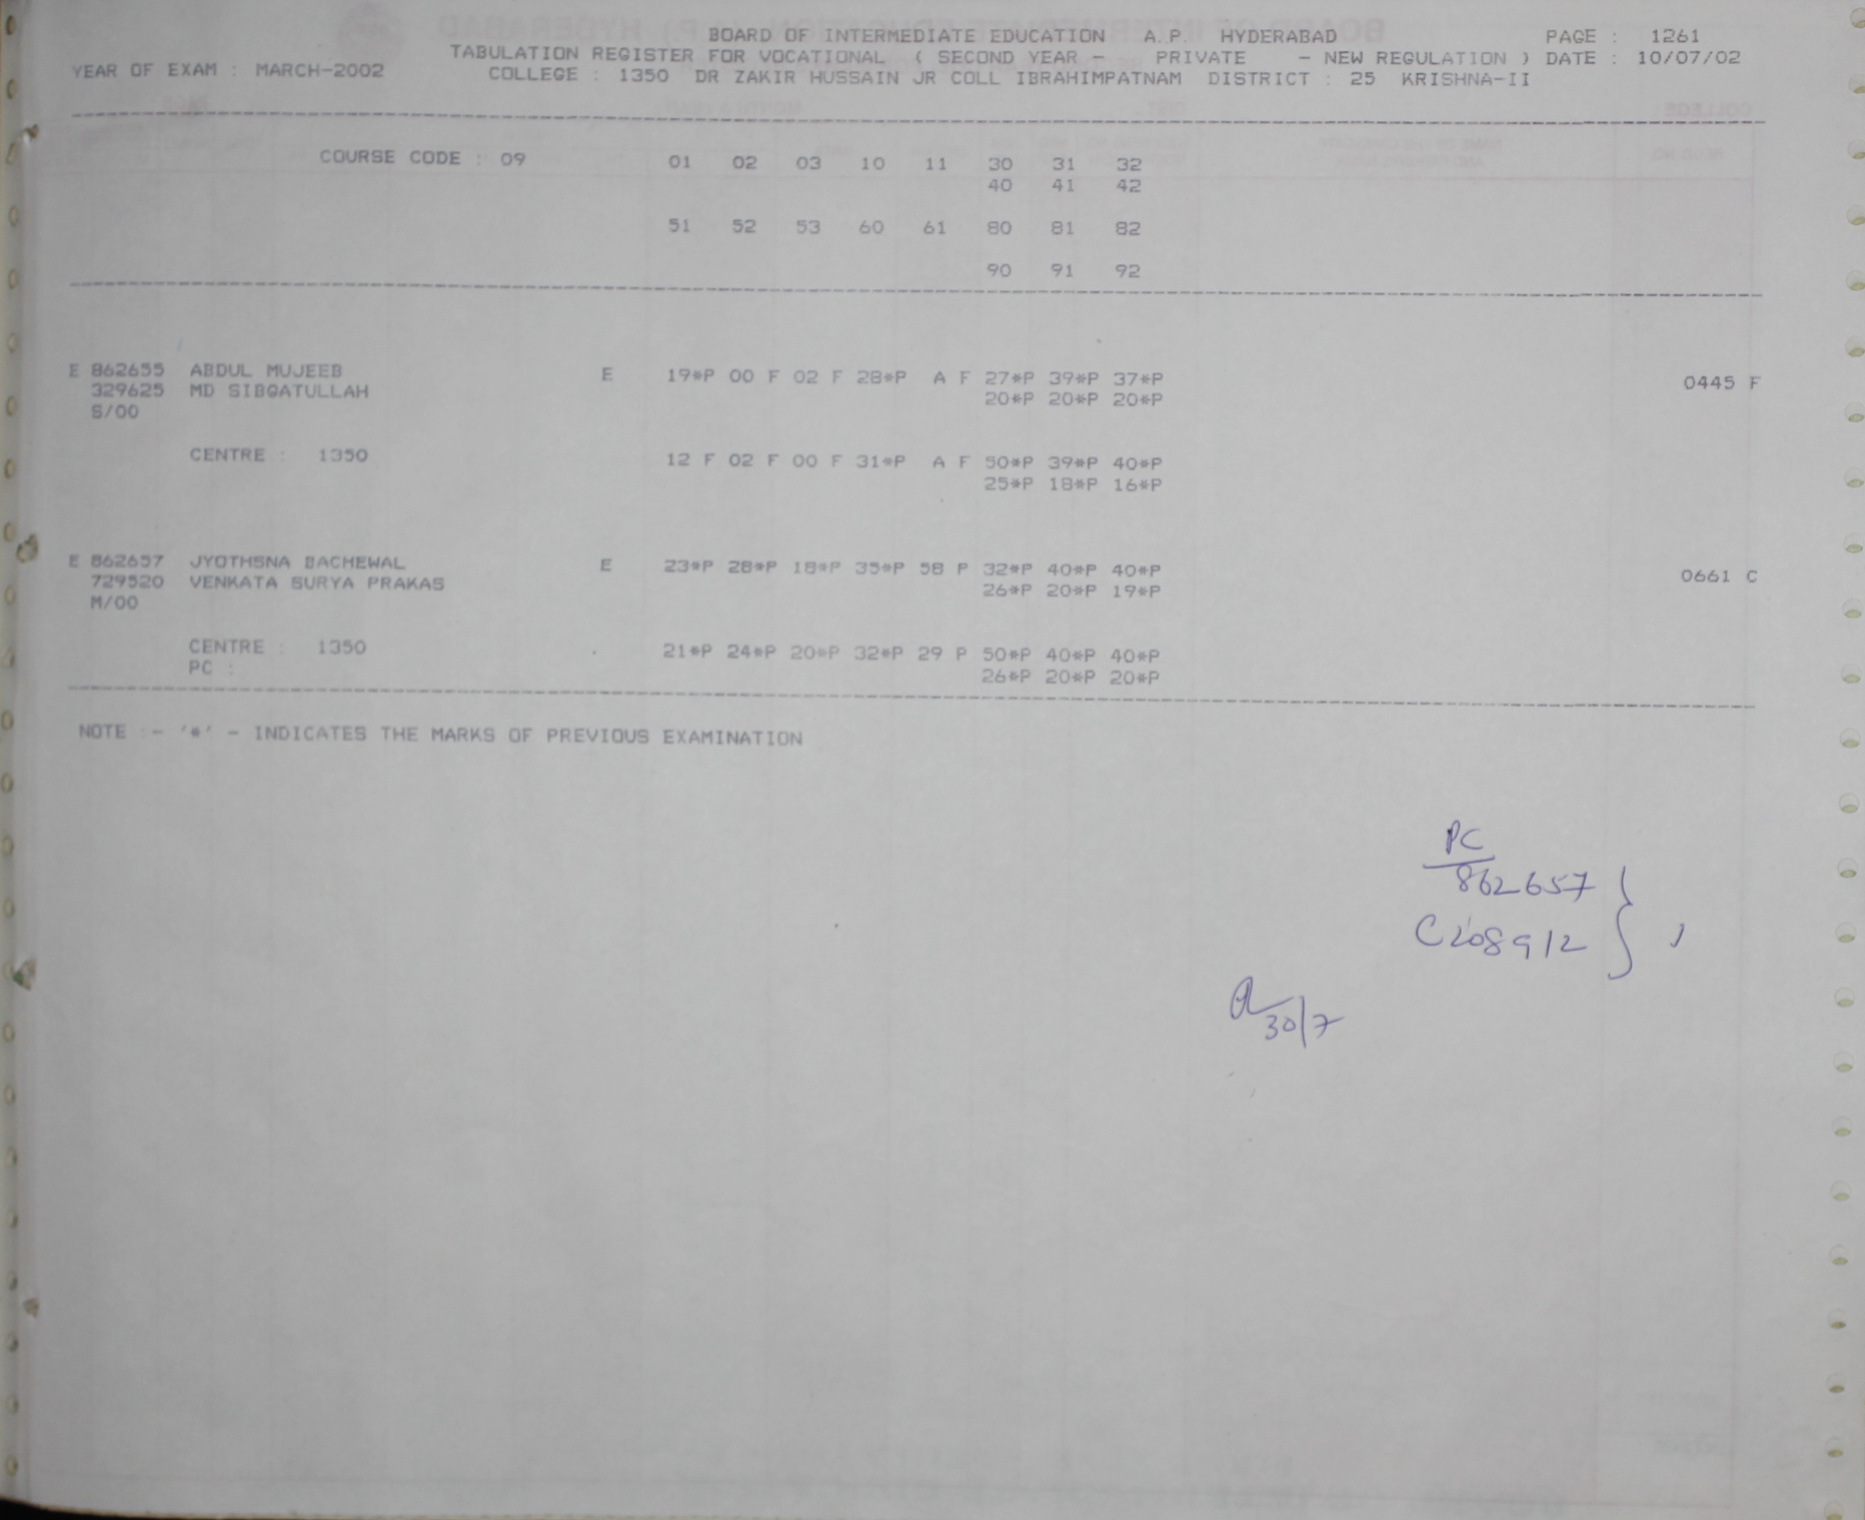 BOARD OF INTERMEDIATE EDUCATION A.P. HYDERABAD PAGE : 1261
TABULATION REGISTER FOR VOCATIONAL ( SECOND YEAR - PRIVATE - NEW REGULATION ) DATE : 10/07/02
YEAR OF EXAM : MARCH-2002 COLLEGE : 1350 DR ZAKIR HUSSAIN JR COLL IBRAHIMPATNAM DISTRICT : 25 KRISHNA-II
COURSE CODE : 09 01 02 03 10 11 30 31 32
40 41 42
51 52 53 60 61 80 81 82
90 91 92
E 862655 ABDUL MUJEEB E 19*P 00 F 02 F 28*P A F 27*P 39*P 37*P 0445 F
329625 MD SIBGATULLAH 20*P 20*P 20*P
S/00
CENTRE : 1350 12 F 02 F 00 F 31*P A F 50*P 39*P 40*P
25*P 18*P 16*P
E 862657 JYOTHSNA BACHEWAL E 23*P 28*P 18*P 35*P 58 P 32*P 40*P 40*P 0661 C
729520 VENKATA SURYA PRAKAS 26*P 20*P 19*P
M/00
CENTRE : 1350 21*P 24*P 20*P 32*P 29 P 50*P 40*P 40*P
PC : 26*P 20*P 20*P
NOTE :- '*' - INDICATES THE MARKS OF PREVIOUS EXAMINATION
PC
862657
C208912
30/7